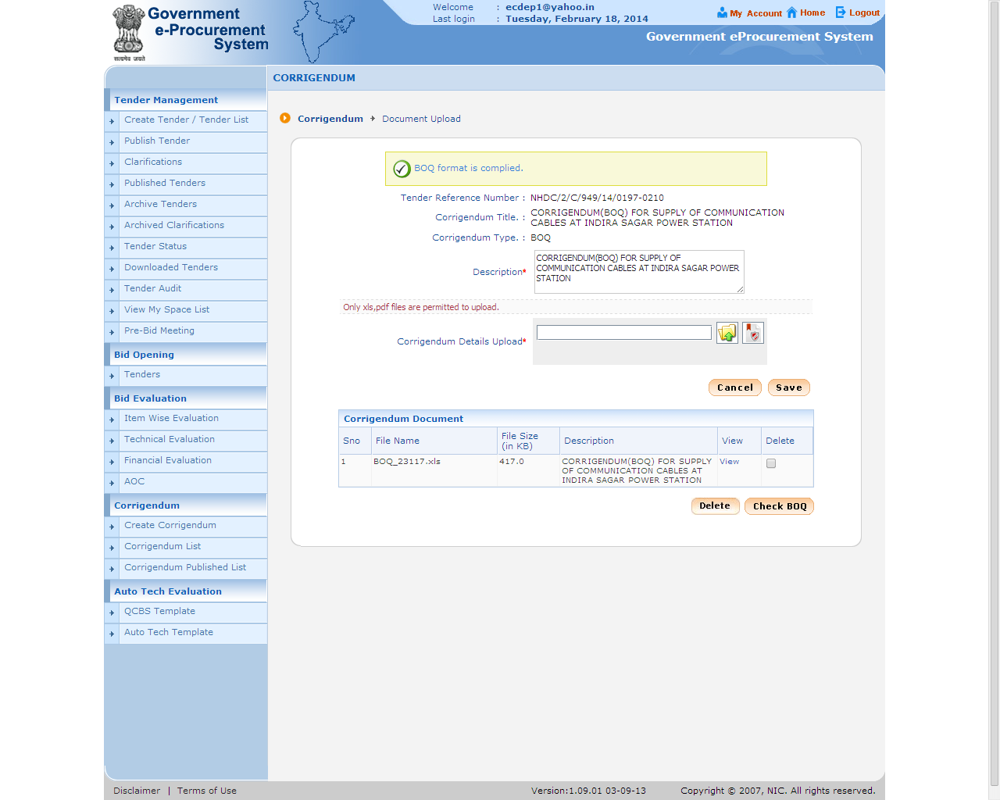 Government
e-Procurement
System
सत्यमेव जयते
Welcome : ecdep1@yahoo.in
Last login : Tuesday, February 18, 2014
My Account Home Logout
Government eProcurement System
CORRIGENDUM
Tender Management
Create Tender / Tender List
Publish Tender
Clarifications
Published Tenders
Archive Tenders
Archived Clarifications
Tender Status
Downloaded Tenders
Tender Audit
View My Space List
Pre-Bid Meeting
Bid Opening
Tenders
Bid Evaluation
Item Wise Evaluation
Technical Evaluation
Financial Evaluation
AOC
Corrigendum
Create Corrigendum
Corrigendum List
Corrigendum Published List
Auto Tech Evaluation
QCBS Template
Auto Tech Template
Corrigendum Document Upload
BOQ format is complied.
Tender Reference Number : NHDC/2/C/949/14/0197-0210
Corrigendum Title. : CORRIGENDUM(BOQ) FOR SUPPLY OF COMMUNICATION
CABLES AT INDIRA SAGAR POWER STATION
Corrigendum Type. : BOQ
Description*
CORRIGENDUM(BOQ) FOR SUPPLY OF
COMMUNICATION CABLES AT INDIRA SAGAR POWER
STATION
Only xls,pdf files are permitted to upload.
Corrigendum Details Upload*
Cancel Save
Corrigendum Document
Sno File Name File Size (in KB) Description View Delete
1 BOQ_23117.xls 417.0 CORRIGENDUM(BOQ) FOR SUPPLY View
OF COMMUNICATION CABLES AT
INDIRA SAGAR POWER STATION
Delete Check BOQ
Disclaimer | Terms of Use Version:1.09.01 03-09-13 Copyright © 2007, NIC. All rights reserved.